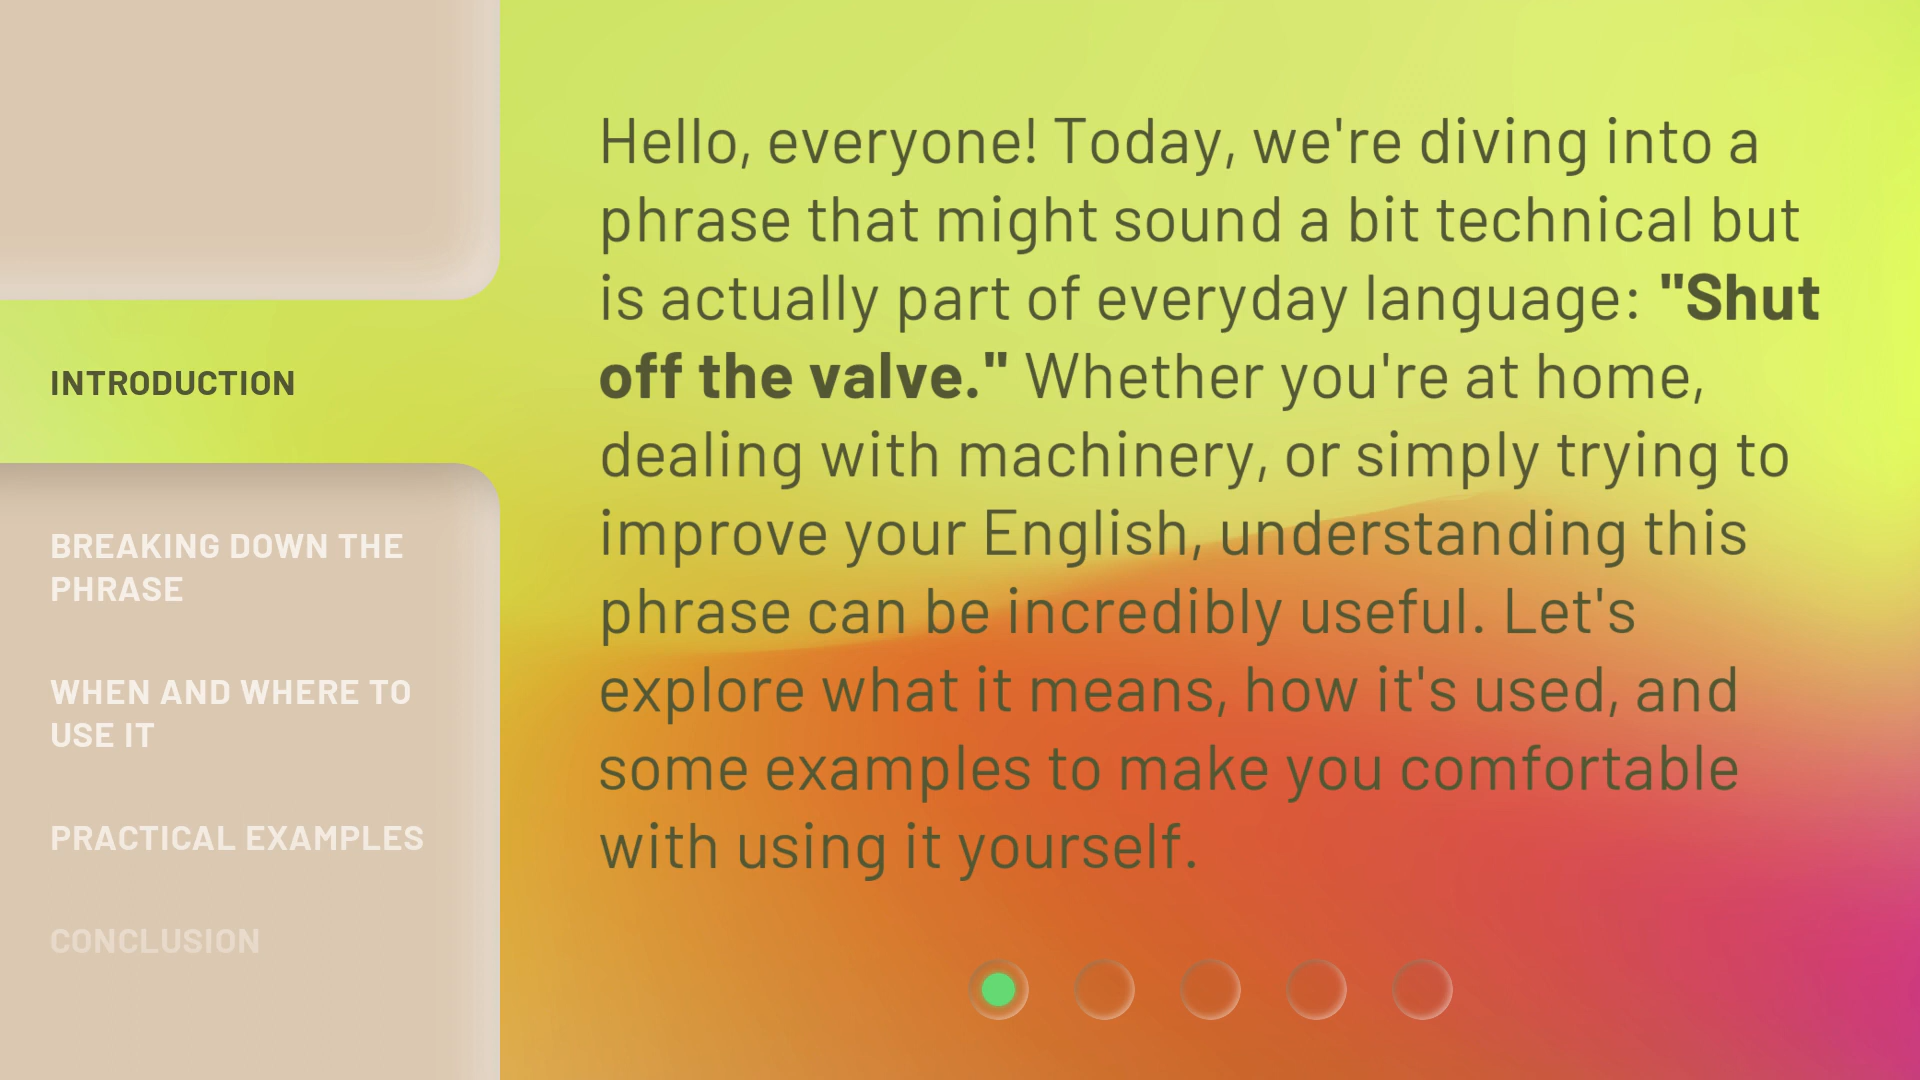 INTRODUCTION
BREAKING DOWN THE
PHRASE
WHEN AND WHERE TO
USE IT
PRACTICAL EXAMPLES
CONCLUSION
Hello, everyone! Today, we're diving into a
phrase that might sound a bit technical but
is actually part of everyday language: "Shut
off the valve." Whether you're at home,
dealing with machinery, or simply trying to
improve your English, understanding this
phrase can be incredibly useful. Let's
explore what it means, how it's used, and
some examples to make you comfortable
with using it yourself.